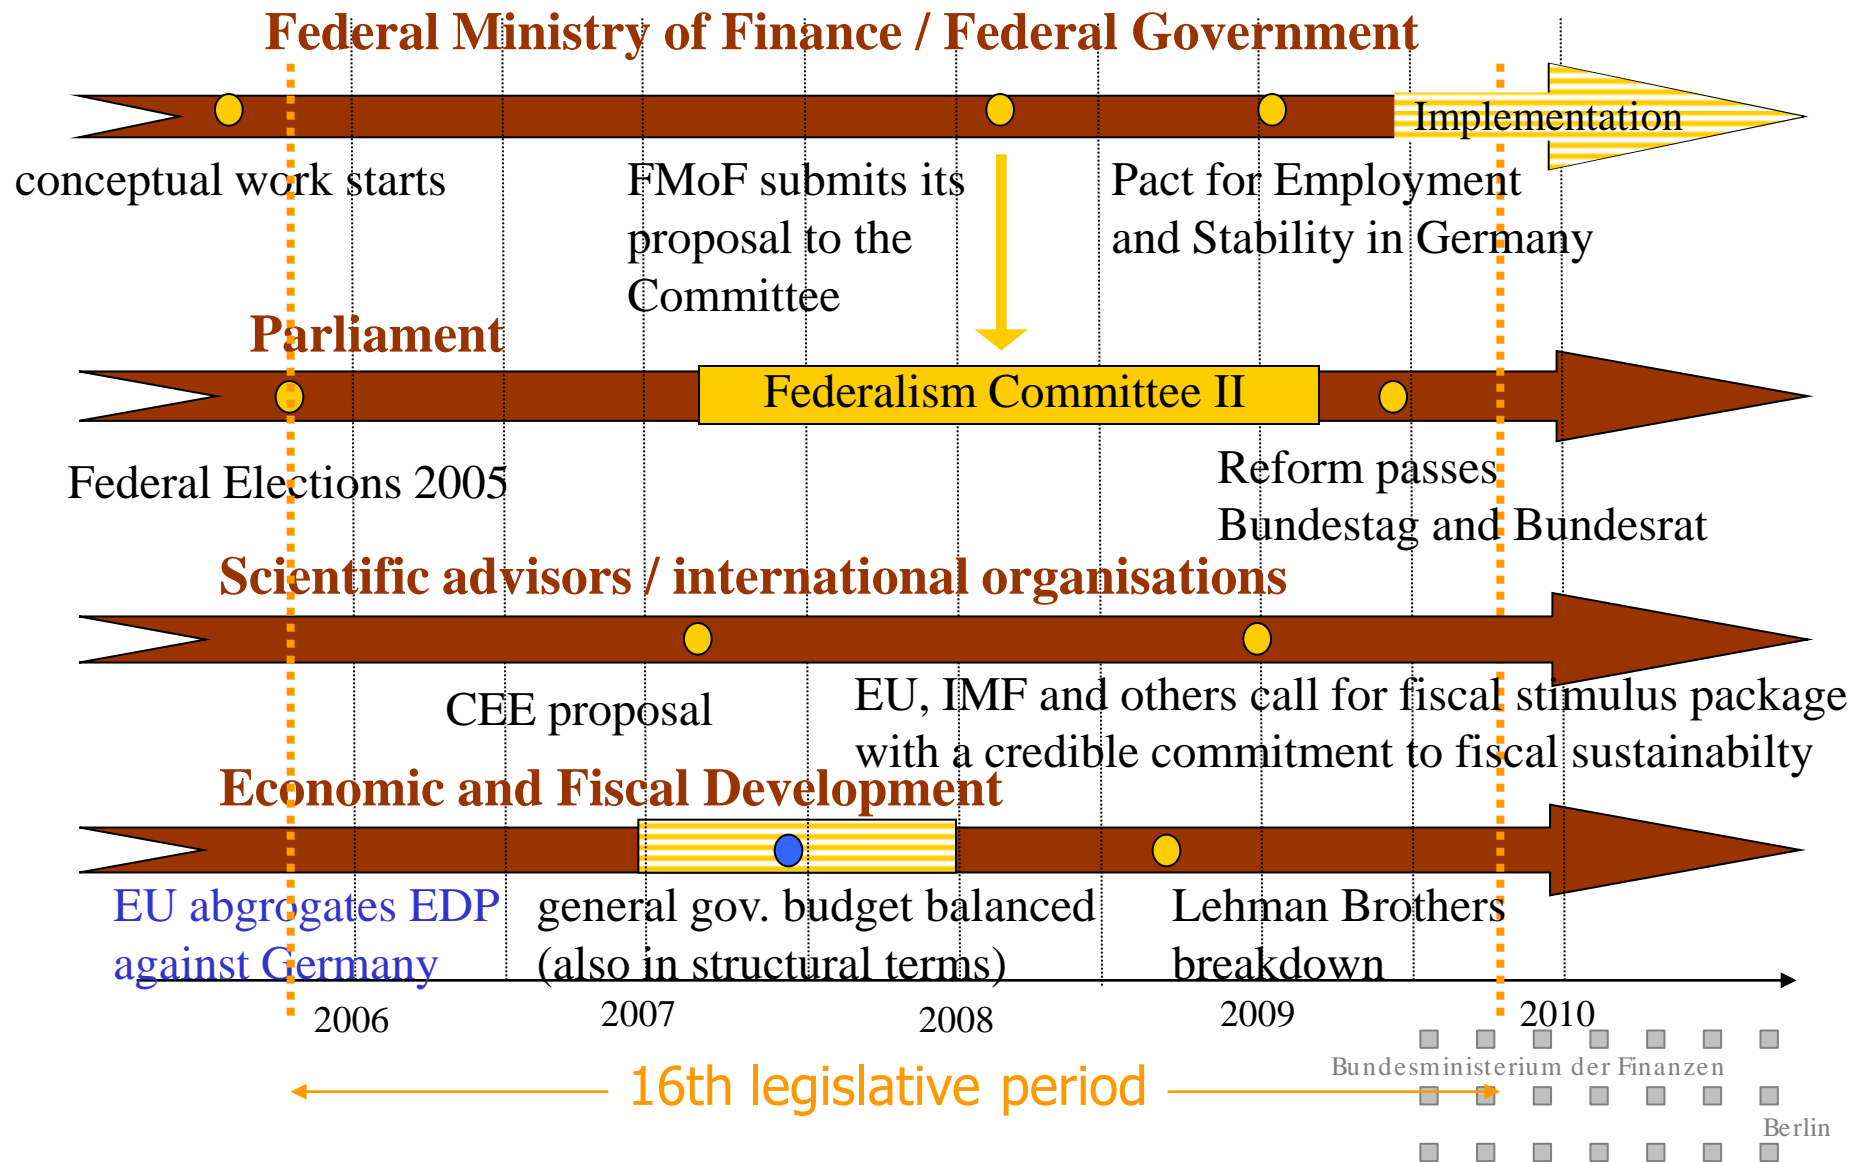 Federal Ministry of Finance / Federal Government
Implementation
conceptual work starts
FMoF submits its
proposal to the
Committee
Pact for Employment
and Stability in Germany
Parliament
Federalism Committee II
Federal Elections 2005
Reform passes
Bundestag and Bundesrat
Scientific advisors / international organisations
CEE proposal
EU, IMF and others call for fiscal stimulus package
with a credible commitment to fiscal sustainabilty
Economic and Fiscal Development
EU abgrogates EDP
against Germany
general gov. budget balanced
(also in structural terms)
Lehman Brothers
breakdown
2006
2007
2008
2009
2010
16th legislative period
Bundesministerium der Finanzen
Berlin